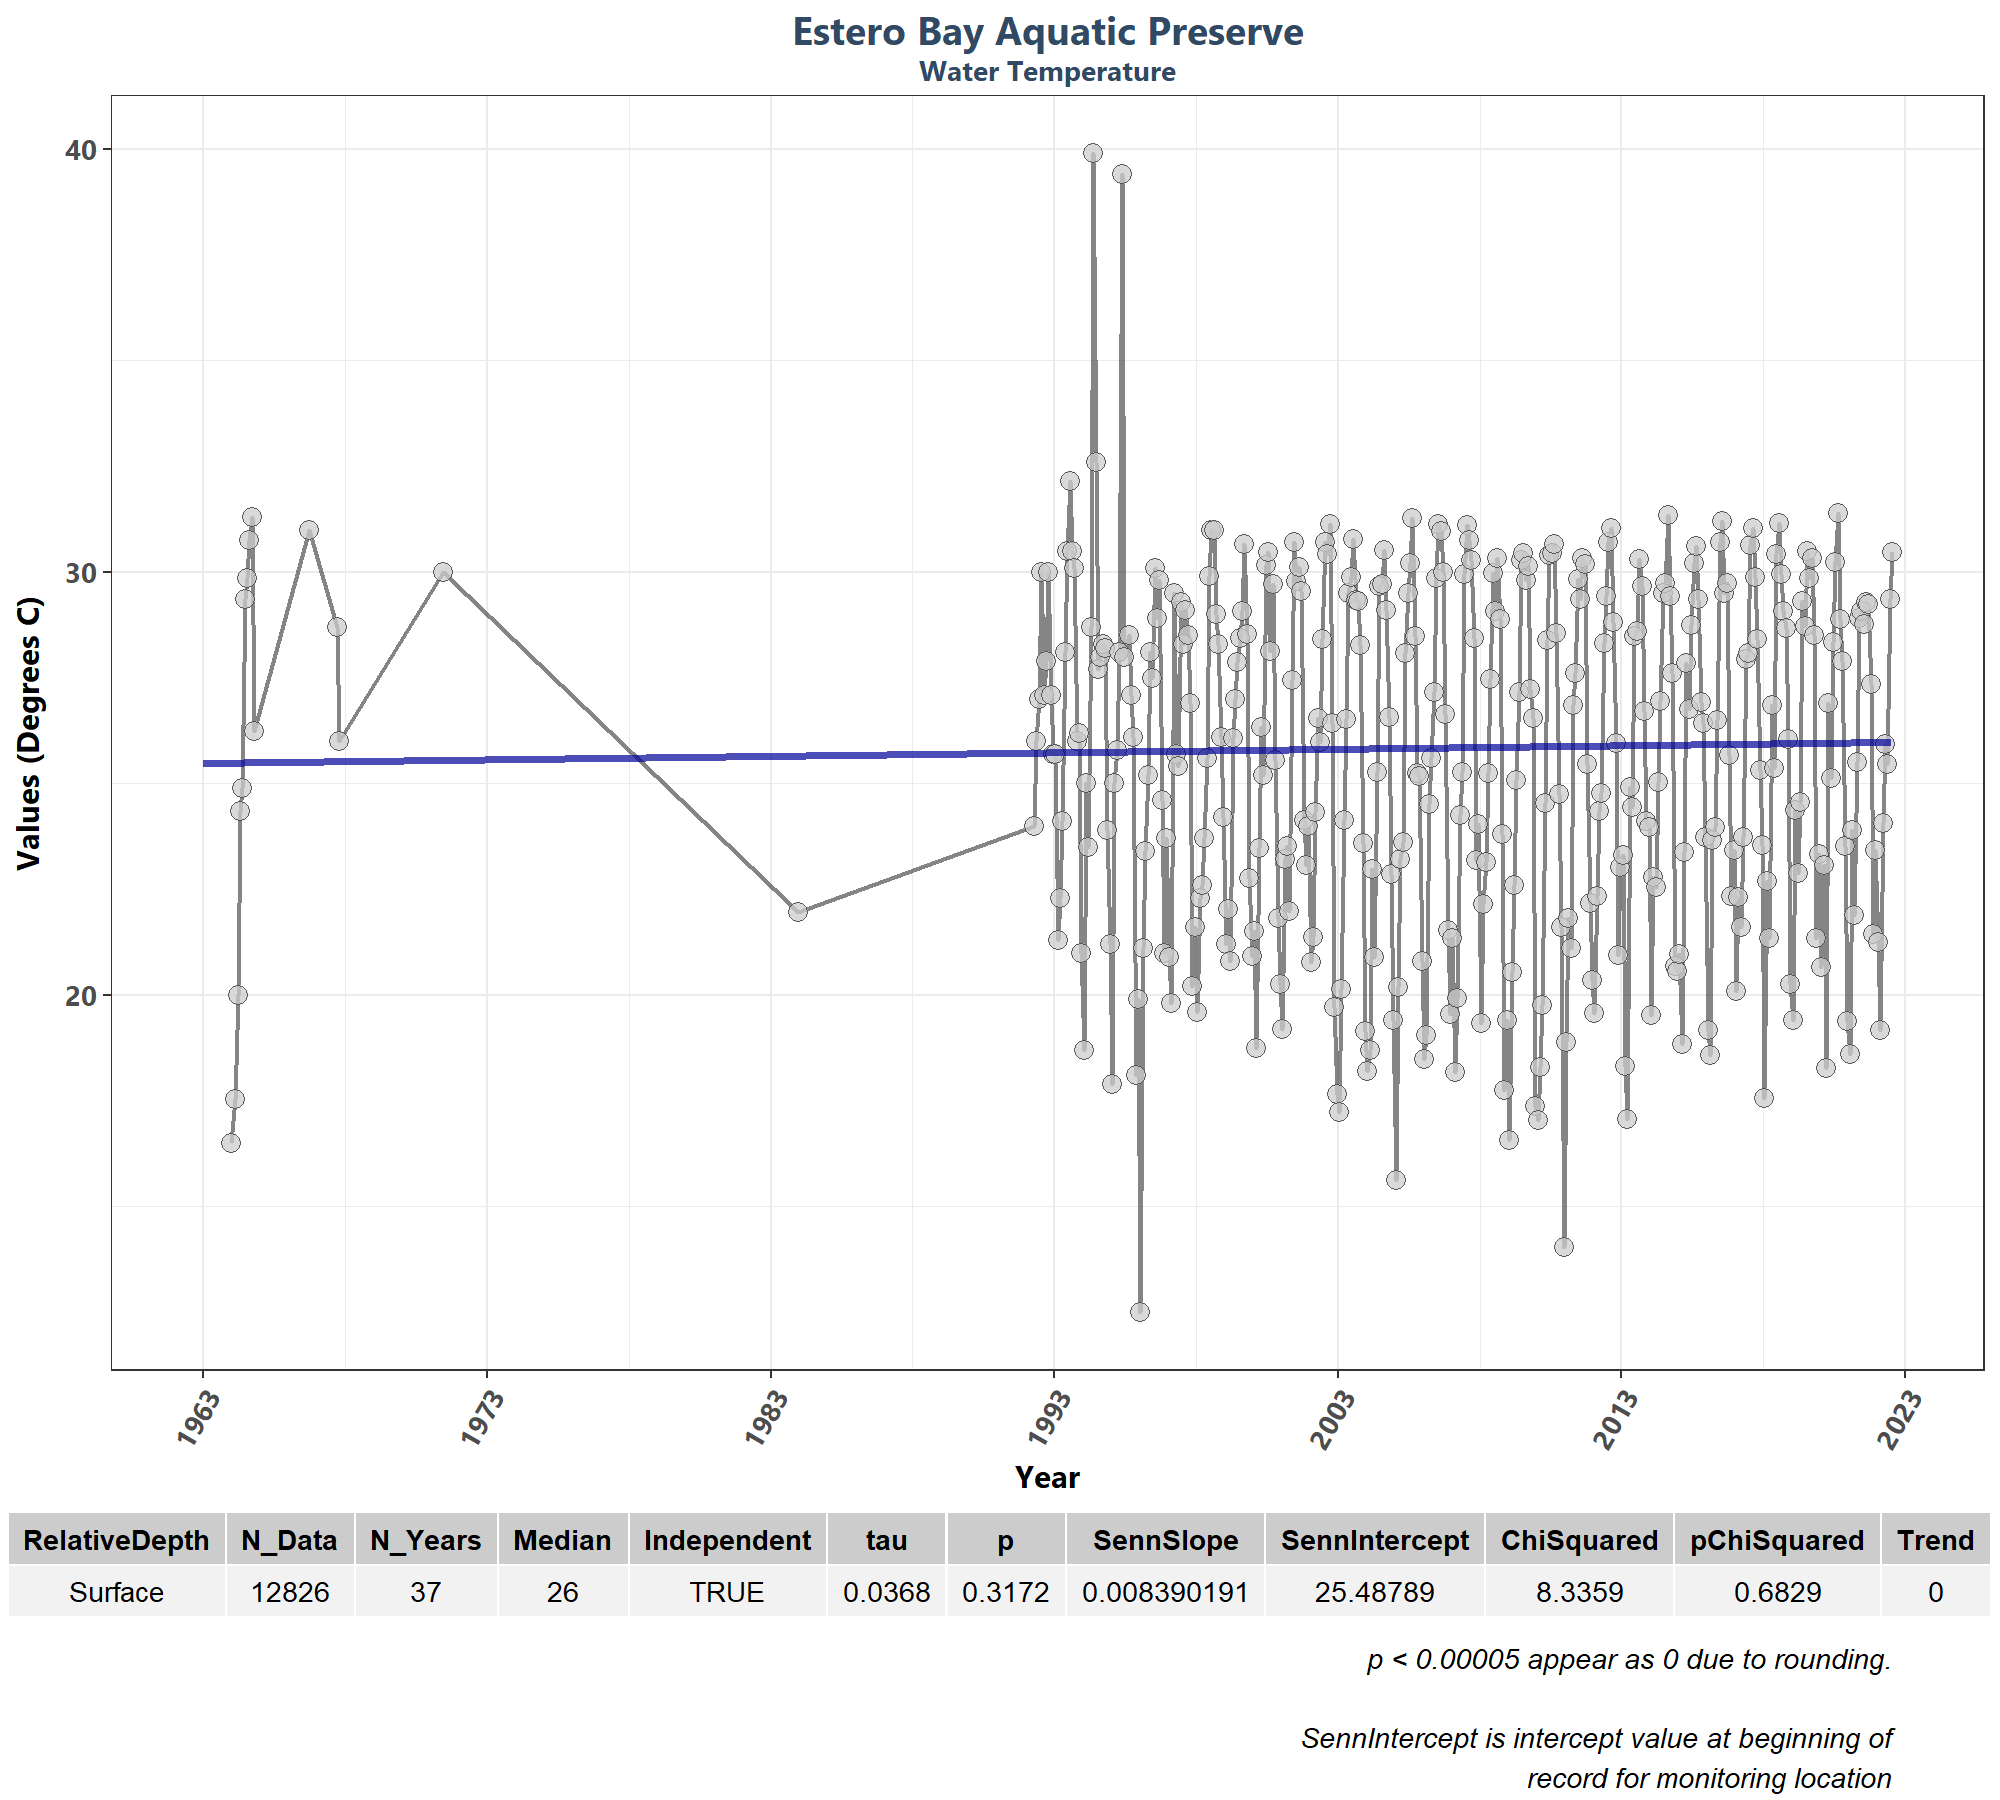 Estero Bay Aquatic Preserve
Water Temperature
Values (Degrees C)
40
30
20
1963
1973
1983
1993
2003
2013
2023
Year
RelativeDepth N_Data N_Years Median Independent tau p SennSlope SennIntercept ChiSquared pChiSquared Trend
Surface 12826 37 26 TRUE 0.0368 0.3172 0.008390191 25.48789 8.3359 0.6829 0
p < 0.00005 appear as 0 due to rounding.
SennIntercept is intercept value at beginning of
record for monitoring location